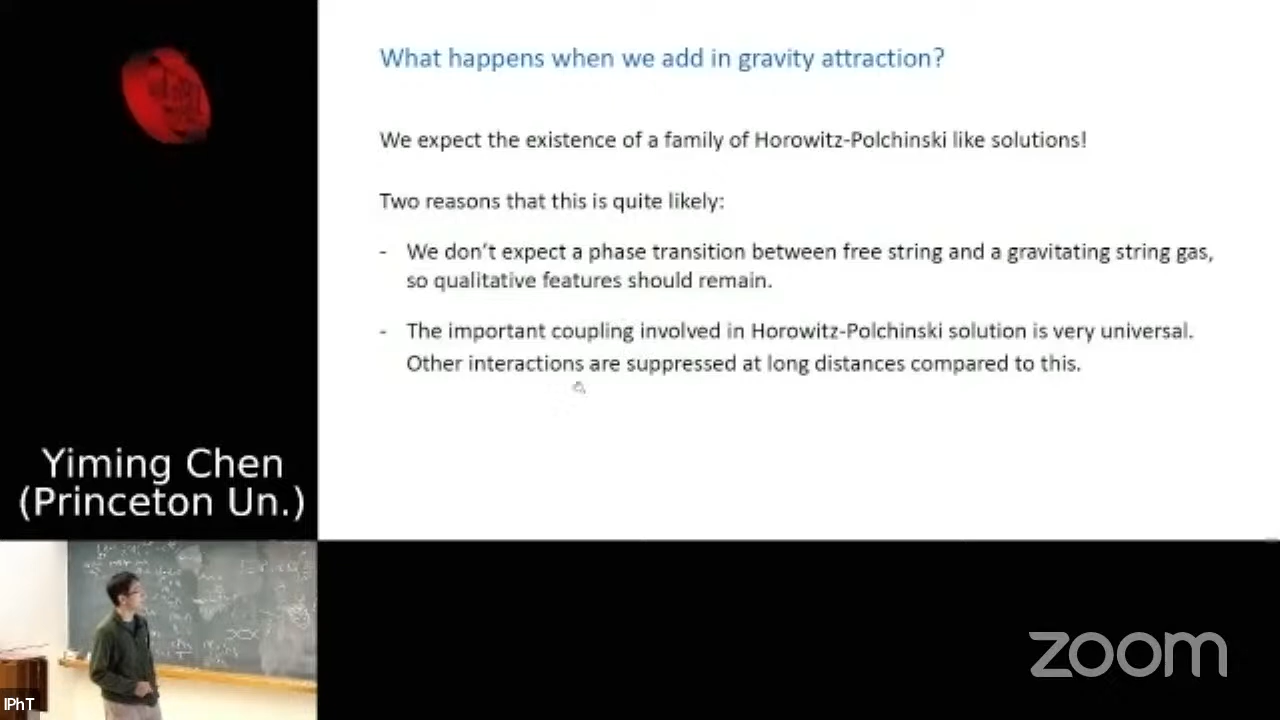 What happens when we add in gravity attraction?
We expect the existence of a family of Horowitz-Polchinski like solutions!
Two reasons that this is quite likely:
- We don't expect a phase transition between free string and a gravitating string gas,
so qualitative features should remain.
- The important coupling involved in Horowitz-Polchinski solution is very universal.
Other interactions are suppressed at long distances compared to this.
Yiming Chen
(Princeton Un.)
IPhT
zoom